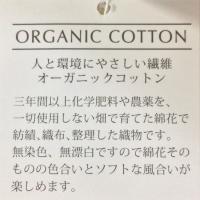 ORGANIC COTTON
人と環境にやさしい繊維
オーガニックコットン
三年間以上化学肥料や農薬を、
一切使用しない畑で育てた綿花で
紡績、織布、整理した織物です。
無染色、無漂白ですので綿花そ
のものの色合いとソフトな風合いが
楽しめます。